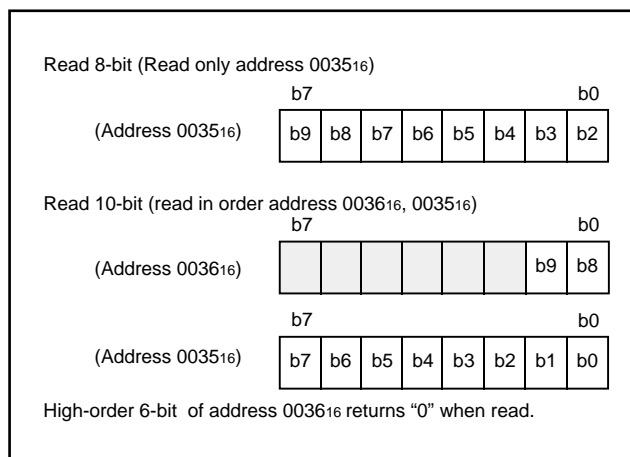 Read 8-bit (Read only address 003516)
b7 b0
(Address 003516) b9 b8 b7 b6 b5 b4 b3 b2
Read 10-bit (read in order address 003616, 003516)
b7 b0
(Address 003616) b9 b8
b7 b0
(Address 003516) b7 b6 b5 b4 b3 b2 b1 b0
High-order 6-bit of address 003616 returns “0” when read.